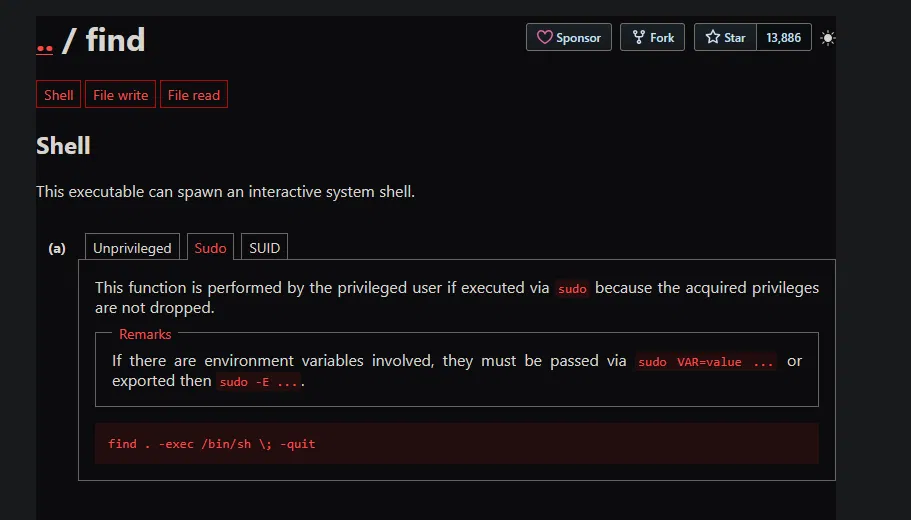 .. / find
Sponsor Fork Star 13,886
Shell File write File read
Shell
This executable can spawn an interactive system shell.
(a) Unprivileged Sudo SUID
This function is performed by the privileged user if executed via sudo because the acquired privileges
are not dropped.
Remarks
If there are environment variables involved, they must be passed via sudo VAR=value ... or
exported then sudo -E ....
find . -exec /bin/sh \; -quit